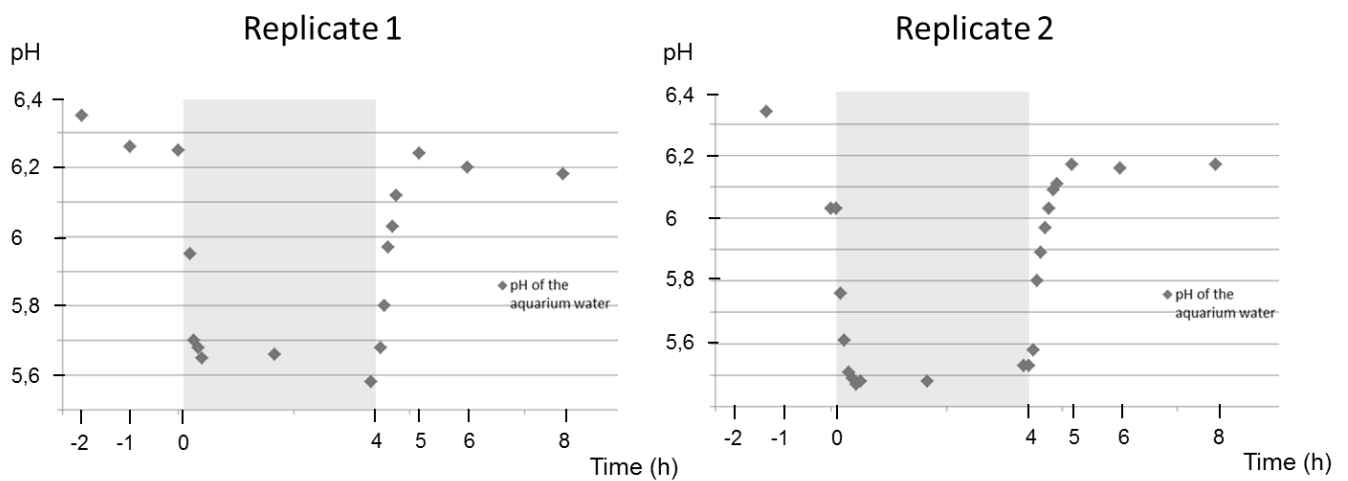 Replicate 1
pH
6,4
6,2
6
5,8
5,6
pH of the
aquarium water
-2 -1 0 4 5 6 8
Time (h)
Replicate 2
pH
6,4
6,2
6
5,8
5,6
pH of the
aquarium water
-2 -1 0 4 5 6 8
Time (h)